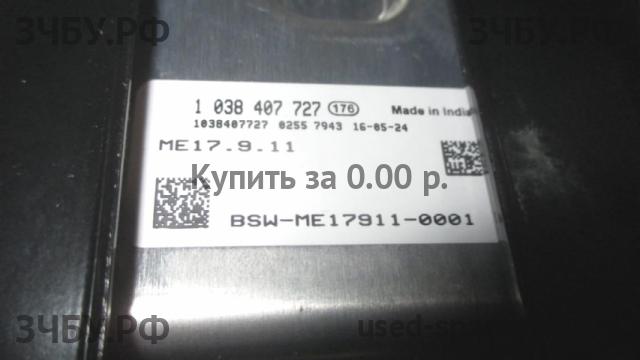 ЗЧБУ.РФ
ЗЧБУ.РФ
1 038 407 727 176 Made in India
1038407727 0255 7943 16-05-24
ME17.9.11
Купить за 0.00 р.
BSW-ME17911-0001
ЗЧБУ.РФ